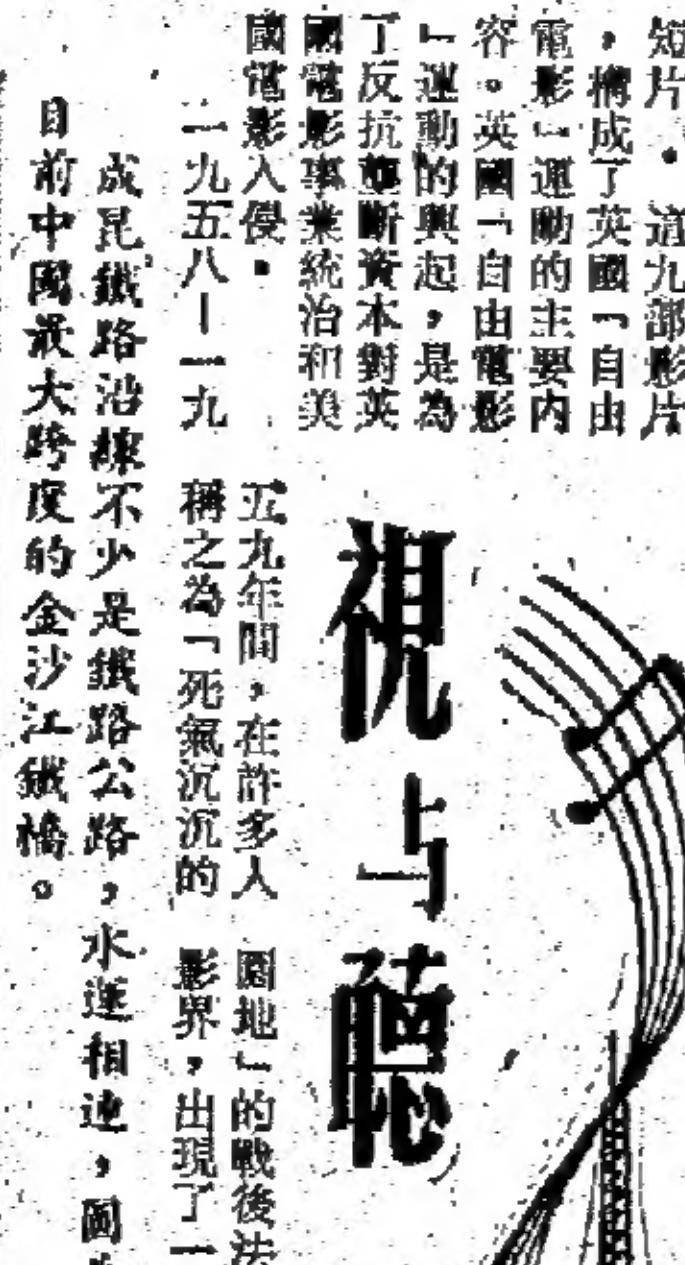 短片。這九部影片
，構成了英國「自由
電影」運動的主要內
容。英國「自由電影
」運動的興起，是為
了反抗壟斷資本對英
國電影事業統治和美
國電影入侵。
一九五八—一九
五九年間，在許多人
稱之為「死氣沉沉的
園地」的戰後法
影界，出現了一
視与聽
成昆鐵路沿線不少是鐵路公路，水運相連，圖
目前中國最大跨度的金沙江鐵橋。